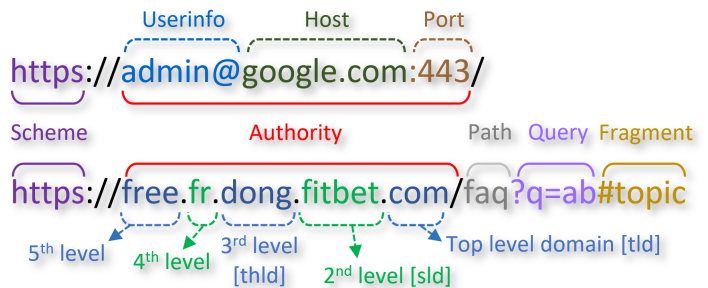 Userinfo Host Port
https://admin@google.com:443/
Scheme Authority Path Query Fragment
https://free.fr.dong.fitbet.com/faq?q=ab#topic
5th level 4th level 3rd level [thld] 2nd level [sld] Top level domain [tld]